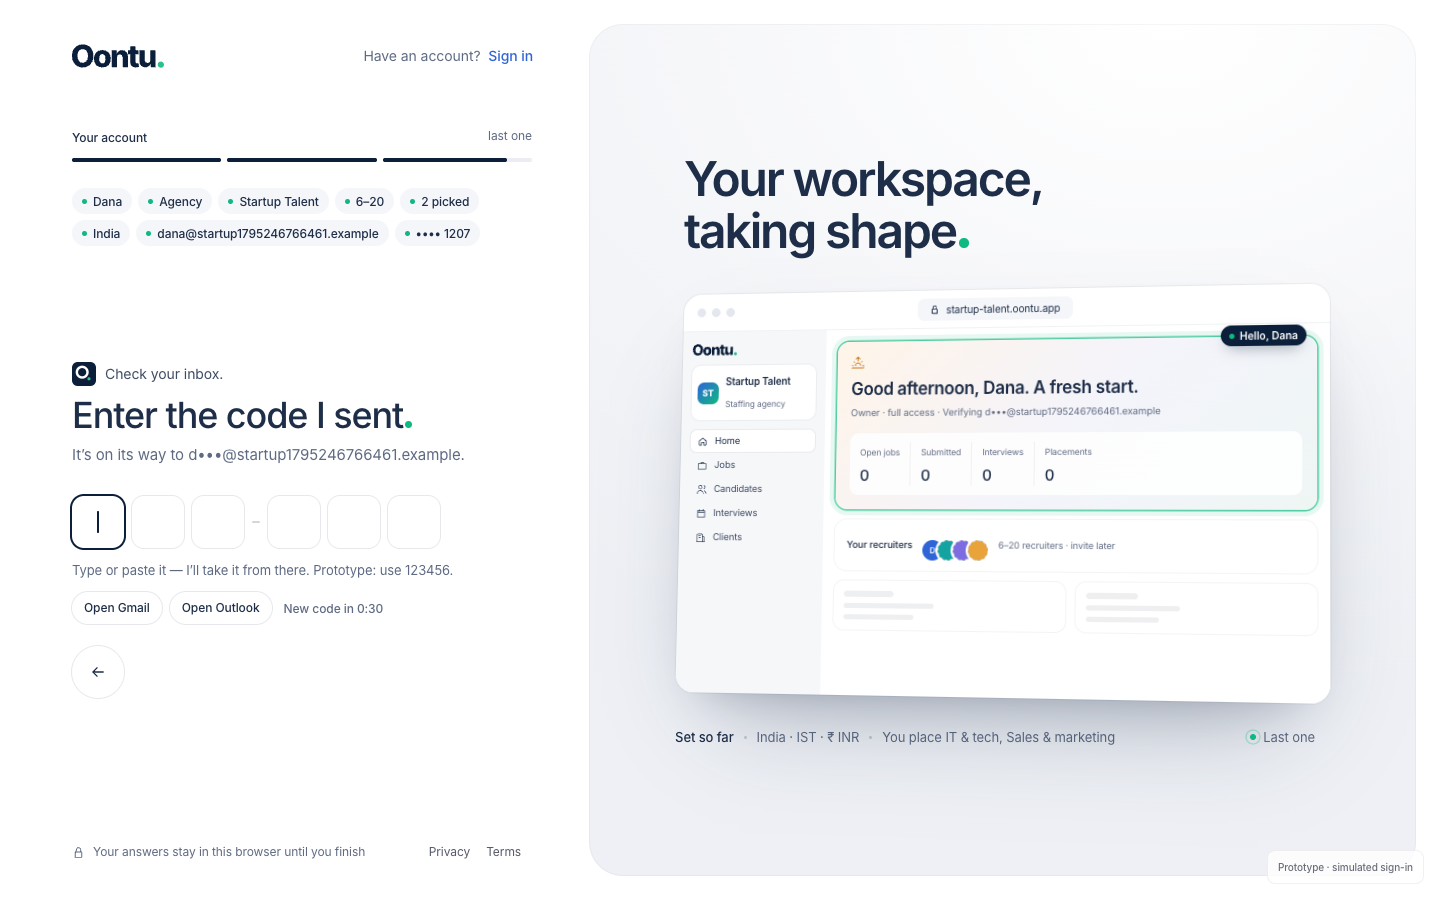 Oontu.
Have an account? Sign in
Your account
last one
Dana
Agency
Startup Talent
6–20
2 picked
India
dana@startup1795246766461.example
•••• 1207
Check your inbox.
Enter the code I sent.
It’s on its way to d•••@startup1795246766461.example.
–
Type or paste it — I’ll take it from there. Prototype: use 123456.
Open Gmail
Open Outlook
New code in 0:30
Your answers stay in this browser until you finish
Privacy
Terms
Your workspace,
taking shape.
startup-talent.oontu.app
Hello, Dana
Oontu.
ST
Startup Talent
Staffing agency
Home
Jobs
Candidates
Interviews
Clients
Good afternoon, Dana. A fresh start.
Owner · full access · Verifying d•••@startup1795246766461.example
Open jobs
Submitted
Interviews
Placements
0
0
0
0
Your recruiters
D
6–20 recruiters · invite later
Set so far • India · IST · ₹ INR • You place IT & tech, Sales & marketing
Last one
Prototype · simulated sign-in